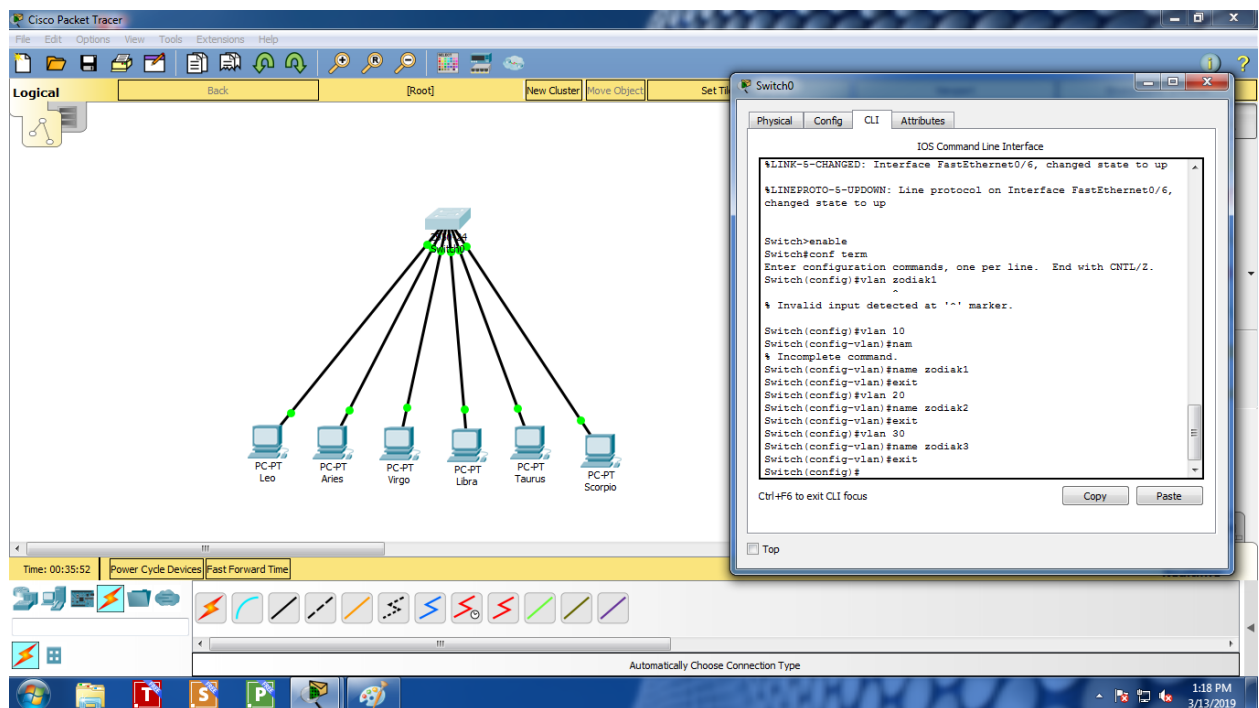 Cisco Packet Tracer
File Edit Options View Tools Extensions Help
Logical
Back
[Root]
New Cluster
Move Object
Set Til
Switch0
Physical Config CLI Attributes
IOS Command Line Interface
%LINK-5-CHANGED: Interface FastEthernet0/6, changed state to up
%LINEPROTO-5-UPDOWN: Line protocol on Interface FastEthernet0/6,
changed state to up
Switch>enable
Switch#conf term
Enter configuration commands, one per line. End with CNTL/Z.
Switch(config)#vlan zodiak1
^
% Invalid input detected at '^' marker.
Switch(config)#vlan 10
Switch(config-vlan)#nam
% Incomplete command.
Switch(config-vlan)#name zodiak1
Switch(config-vlan)#exit
Switch(config)#vlan 20
Switch(config-vlan)#name zodiak2
Switch(config-vlan)#exit
Switch(config)#vlan 30
Switch(config-vlan)#name zodiak3
Switch(config-vlan)#exit
Switch(config)#
Ctrl+F6 to exit CLI focus
Copy
Paste
Top
Switch0
PC-PT
Leo
PC-PT
Aries
PC-PT
Virgo
PC-PT
Libra
PC-PT
Taurus
PC-PT
Scorpio
Time: 00:35:52
Power Cycle Devices
Fast Forward Time
Automatically Choose Connection Type
1:18 PM
3/13/2019